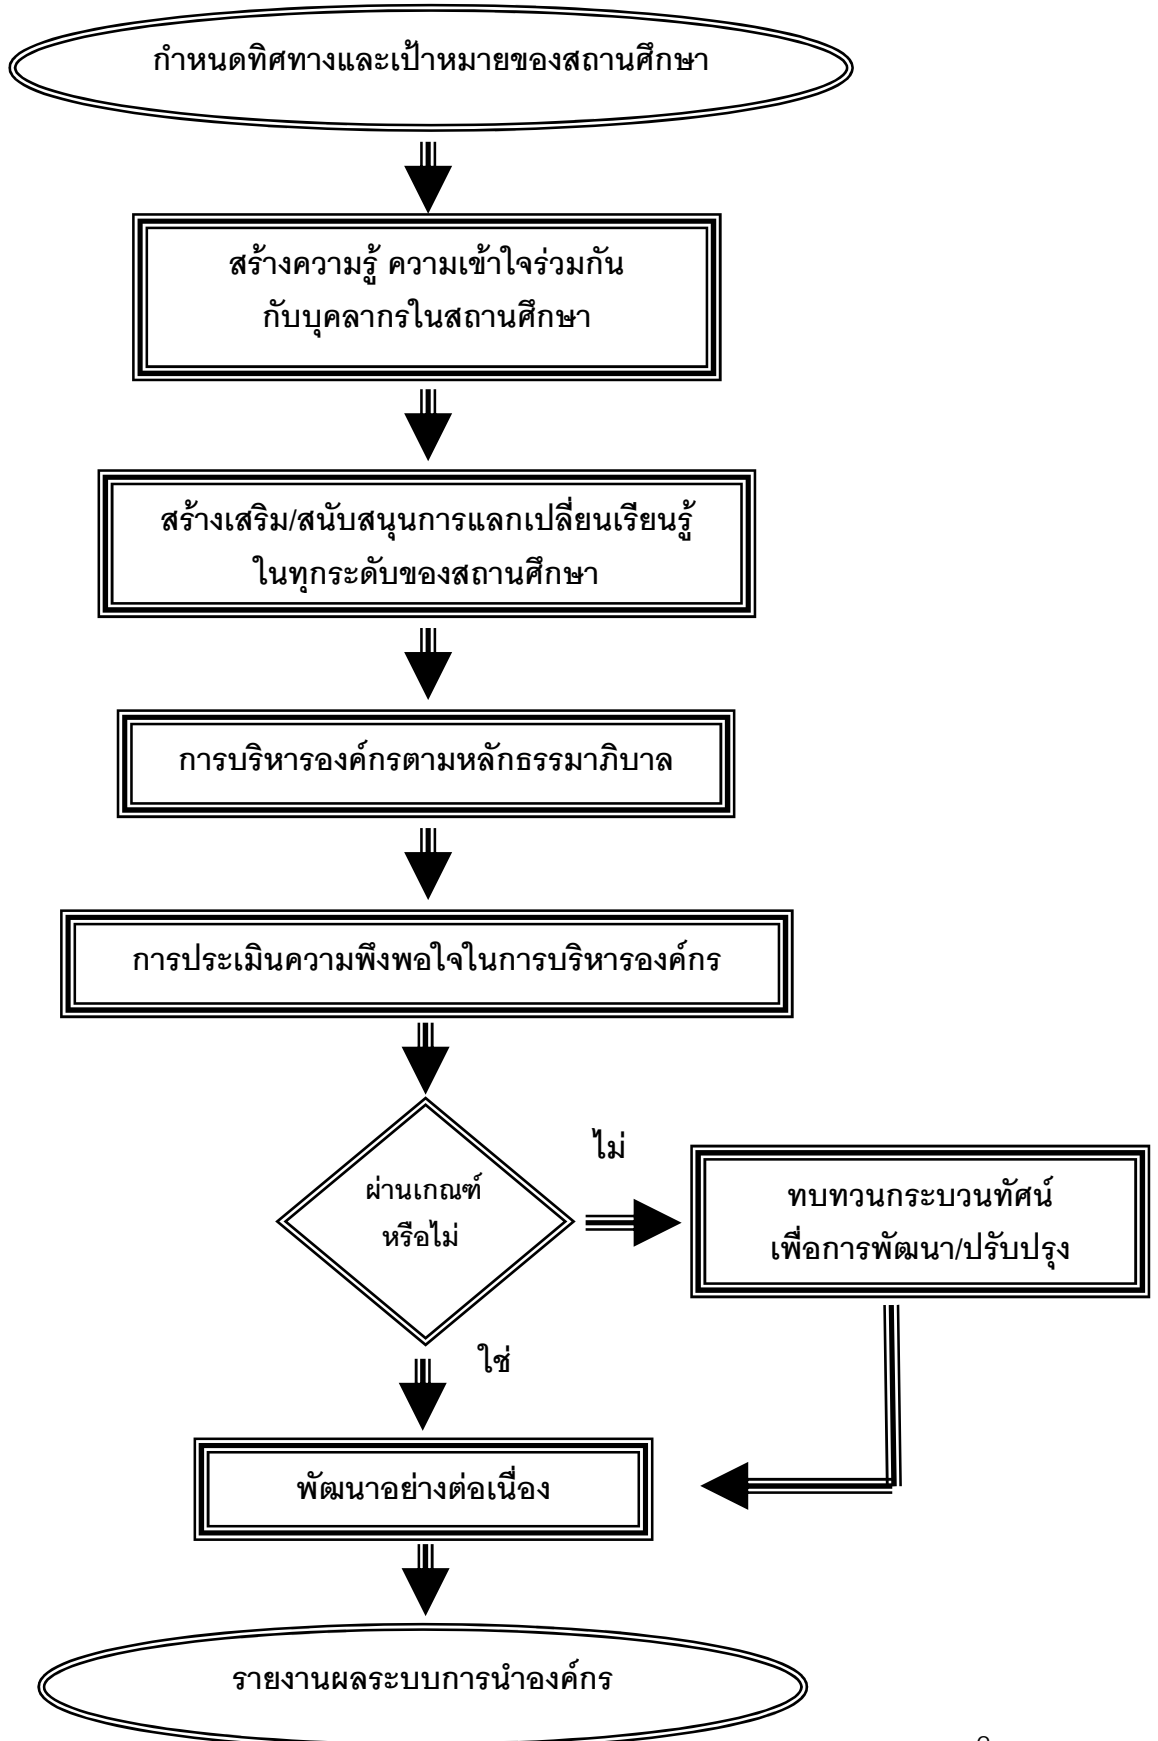 กำหนดทิศทางและเป้าหมายของสถานศึกษา
สร้างความรู้ ความเข้าใจร่วมกัน
กับบุคลากรในสถานศึกษา
สร้างเสริม/สนับสนุนการแลกเปลี่ยนเรียนรู้
ในทุกระดับของสถานศึกษา
การบริหารองค์กรตามหลักธรรมาภิบาล
การประเมินความพึงพอใจในการบริหารองค์กร
ผ่านเกณฑ์
หรือไม่
ไม่
ทบทวนกระบวนทัศน์
เพื่อการพัฒนา/ปรับปรุง
ใช่
พัฒนาอย่างต่อเนื่อง
รายงานผลระบบการนำองค์กร